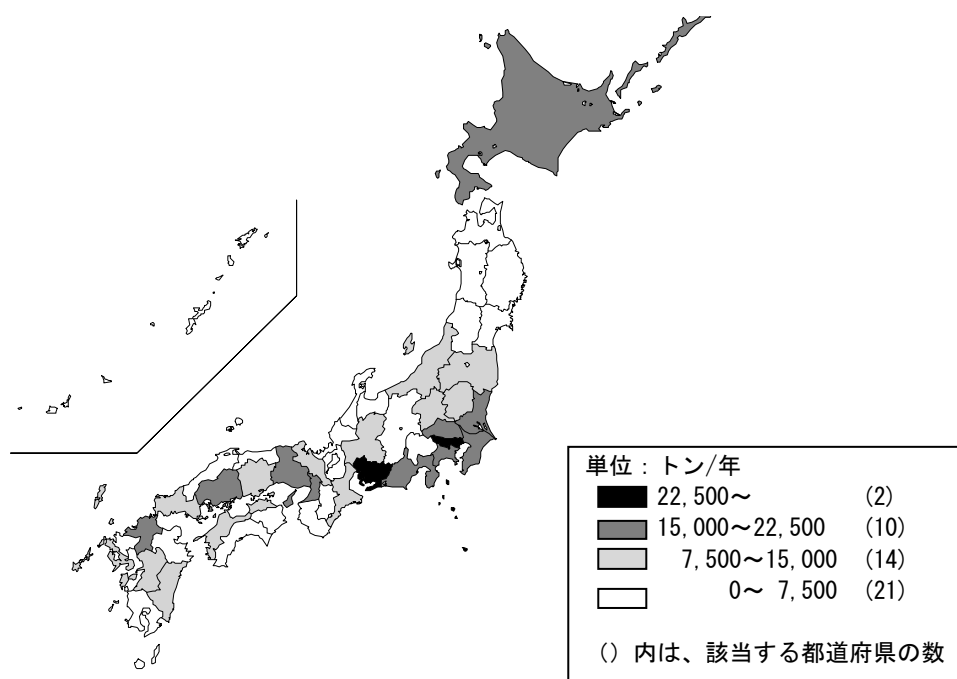 単位：トン/年
22,500～ (2)
15,000～22,500 (10)
7,500～15,000 (14)
0～ 7,500 (21)
() 内は、該当する都道府県の数